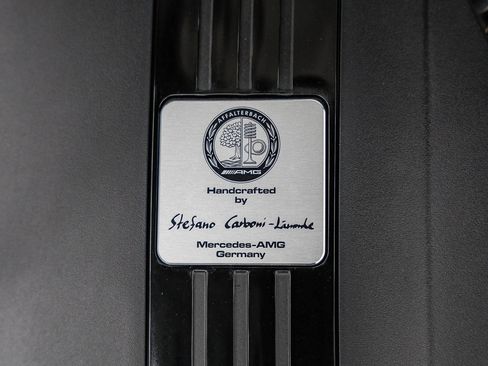 AFFALTERBACH
AMG
Handcrafted
by
Stefano Carboni-
Mercedes-AMG
Germany